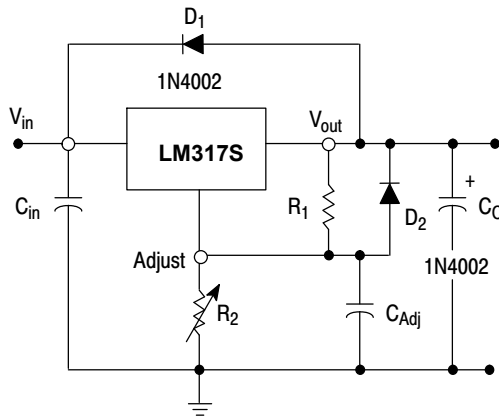 D1
1N4002
Vin
LM317S
Vout
Cin
R1
D2
+
CO
1N4002
Adjust
R2
CAdj